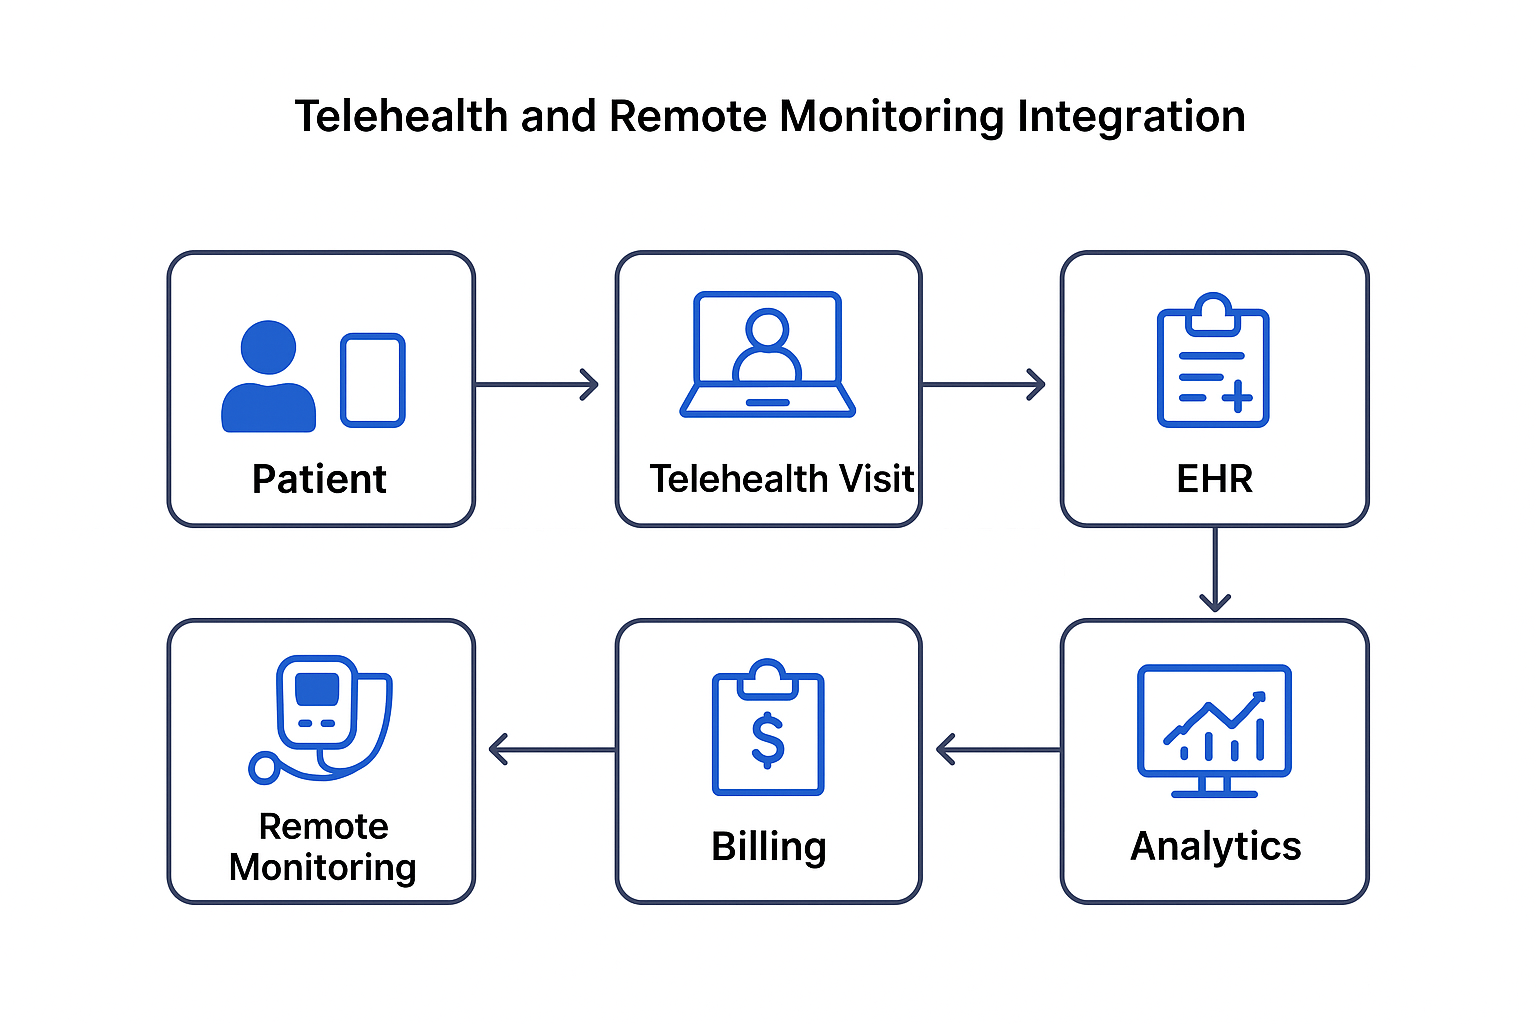 Telehealth and Remote Monitoring Integration
Patient
Telehealth Visit
EHR
Remote
Monitoring
$
Billing
Analytics